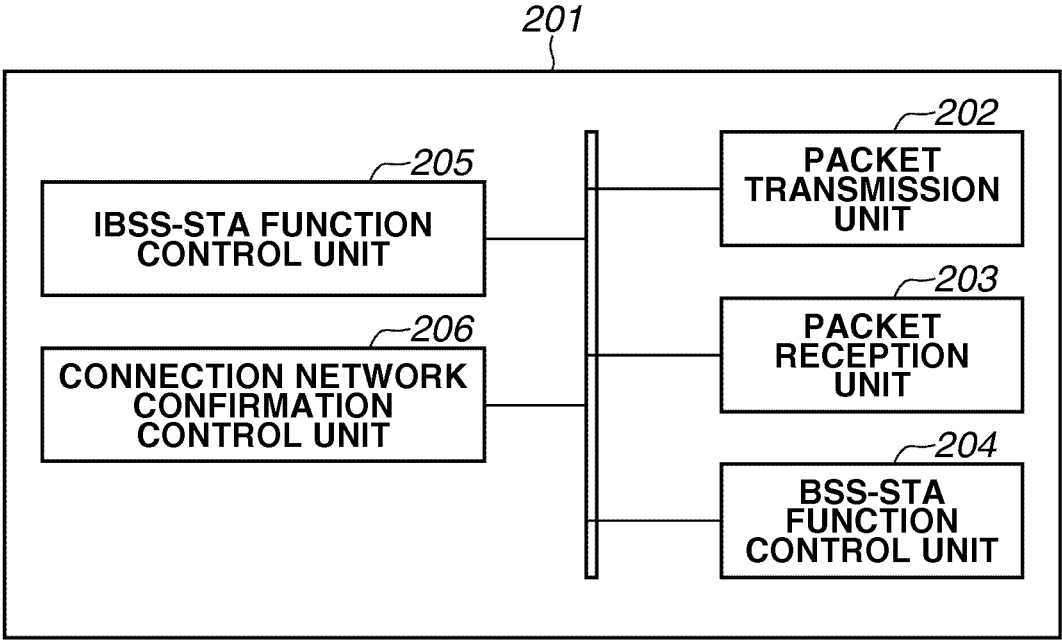 201
205
IBSS-STA FUNCTION
CONTROL UNIT
206
CONNECTION NETWORK
CONFIRMATION
CONTROL UNIT
202
PACKET
TRANSMISSION
UNIT
203
PACKET
RECEPTION
UNIT
204
BSS-STA
FUNCTION
CONTROL UNIT